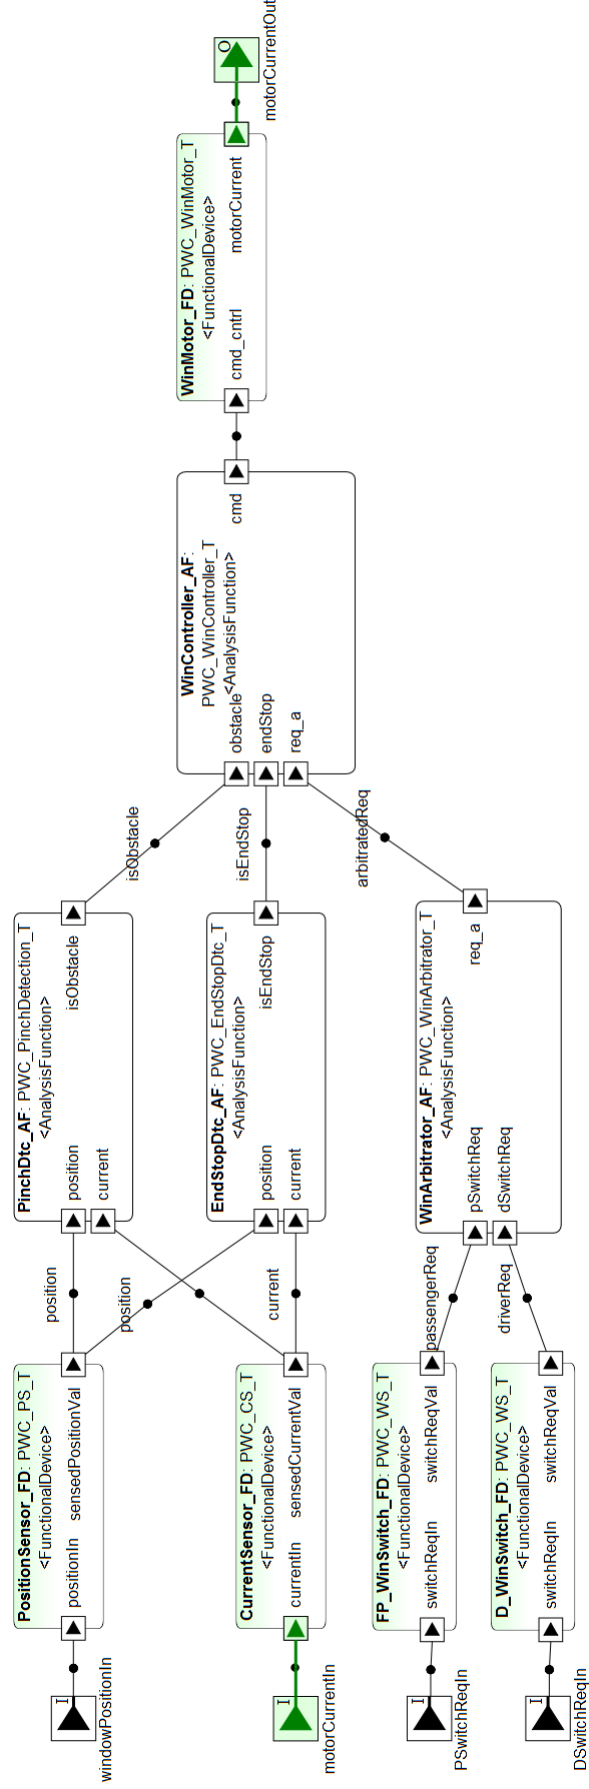 I
windowPositionIn
PositionSensor_FD: PWC_PS_T
<FunctionalDevice>
positionIn
sensedPositionVal
I
motorCurrentIn
CurrentSensor_FD: PWC_CS_T
<FunctionalDevice>
currentIn
sensedCurrentVal
I
PSwitchReqIn
FP_WinSwitch_FD: PWC_WS_T
<FunctionalDevice>
switchReqIn
switchReqVal
I
DSwitchReqIn
D_WinSwitch_FD: PWC_WS_T
<FunctionalDevice>
switchReqIn
switchReqVal
position
position
current
passengerReq
driverReq
PinchDtc_AF: PWC_PinchDetection_T
<AnalysisFunction>
position
current
isObstacle
EndStopDtc_AF: PWC_EndStopDtc_T
<AnalysisFunction>
position
current
isEndStop
WinArbitrator_AF: PWC_WinArbitrator_T
<AnalysisFunction>
pSwitchReq
dSwitchReq
req_a
isObstacle
isEndStop
arbitratedReq
WinController_AF:
PWC_WinController_T
<AnalysisFunction>
obstacle
endStop
req_a
cmd
WinMotor_FD: PWC_WinMotor_T
<FunctionalDevice>
cmd_cntrl
motorCurrent
O
motorCurrentOut